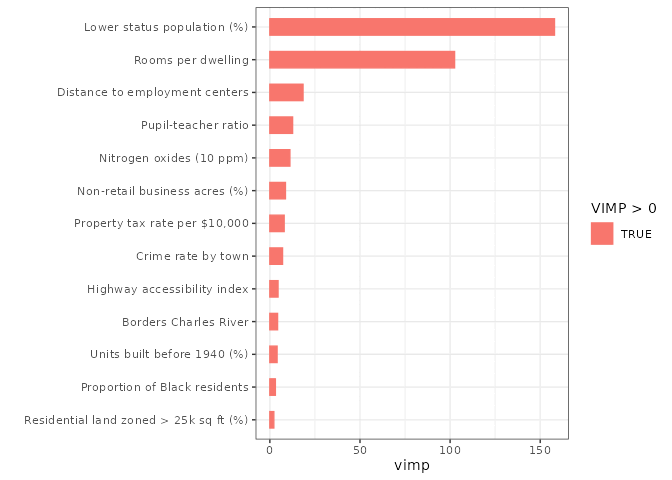 Lower status population (%)
Rooms per dwelling
Distance to employment centers
Pupil-teacher ratio
Nitrogen oxides (10 ppm)
Non-retail business acres (%)
Property tax rate per $10,000
Crime rate by town
Highway accessibility index
Borders Charles River
Units built before 1940 (%)
Proportion of Black residents
Residential land zoned > 25k sq ft (%)
0 50 100 150
vimp
VIMP > 0
TRUE